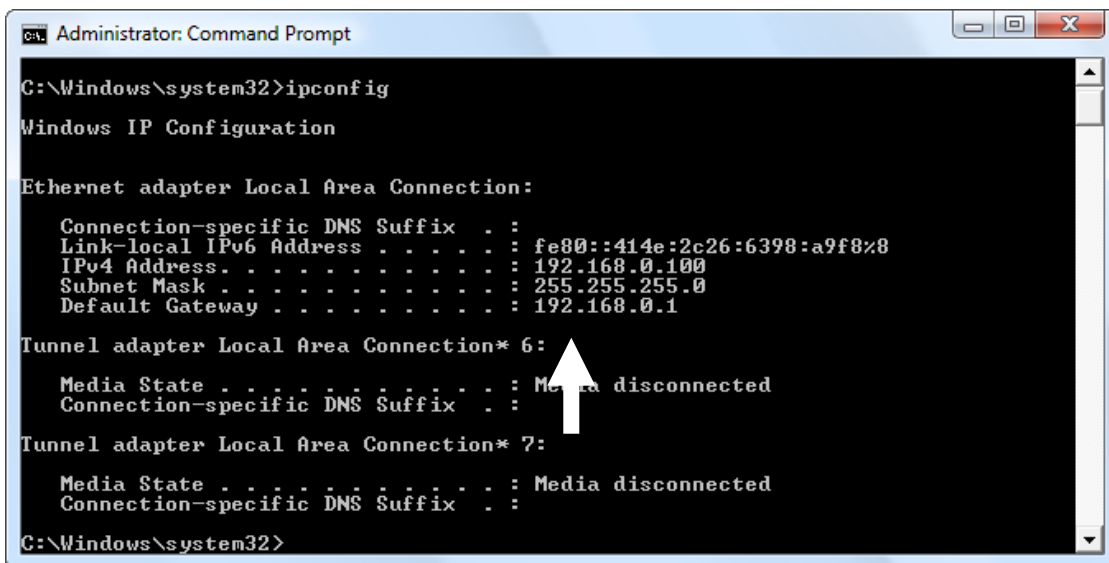 Administrator: Command Prompt
C:\Windows\system32>ipconfig
Windows IP Configuration
Ethernet adapter Local Area Connection:
Connection-specific DNS Suffix . :
Link-local IPv6 Address . . . . . : fe80::414e:2c26:6398:a9f8%8
IPv4 Address. . . . . . . . . . . : 192.168.0.100
Subnet Mask . . . . . . . . . . . : 255.255.255.0
Default Gateway . . . . . . . . . : 192.168.0.1
Tunnel adapter Local Area Connection* 6:
Media State . . . . . . . . . . . : Media disconnected
Connection-specific DNS Suffix . :
Tunnel adapter Local Area Connection* 7:
Media State . . . . . . . . . . . : Media disconnected
Connection-specific DNS Suffix . :
C:\Windows\system32>